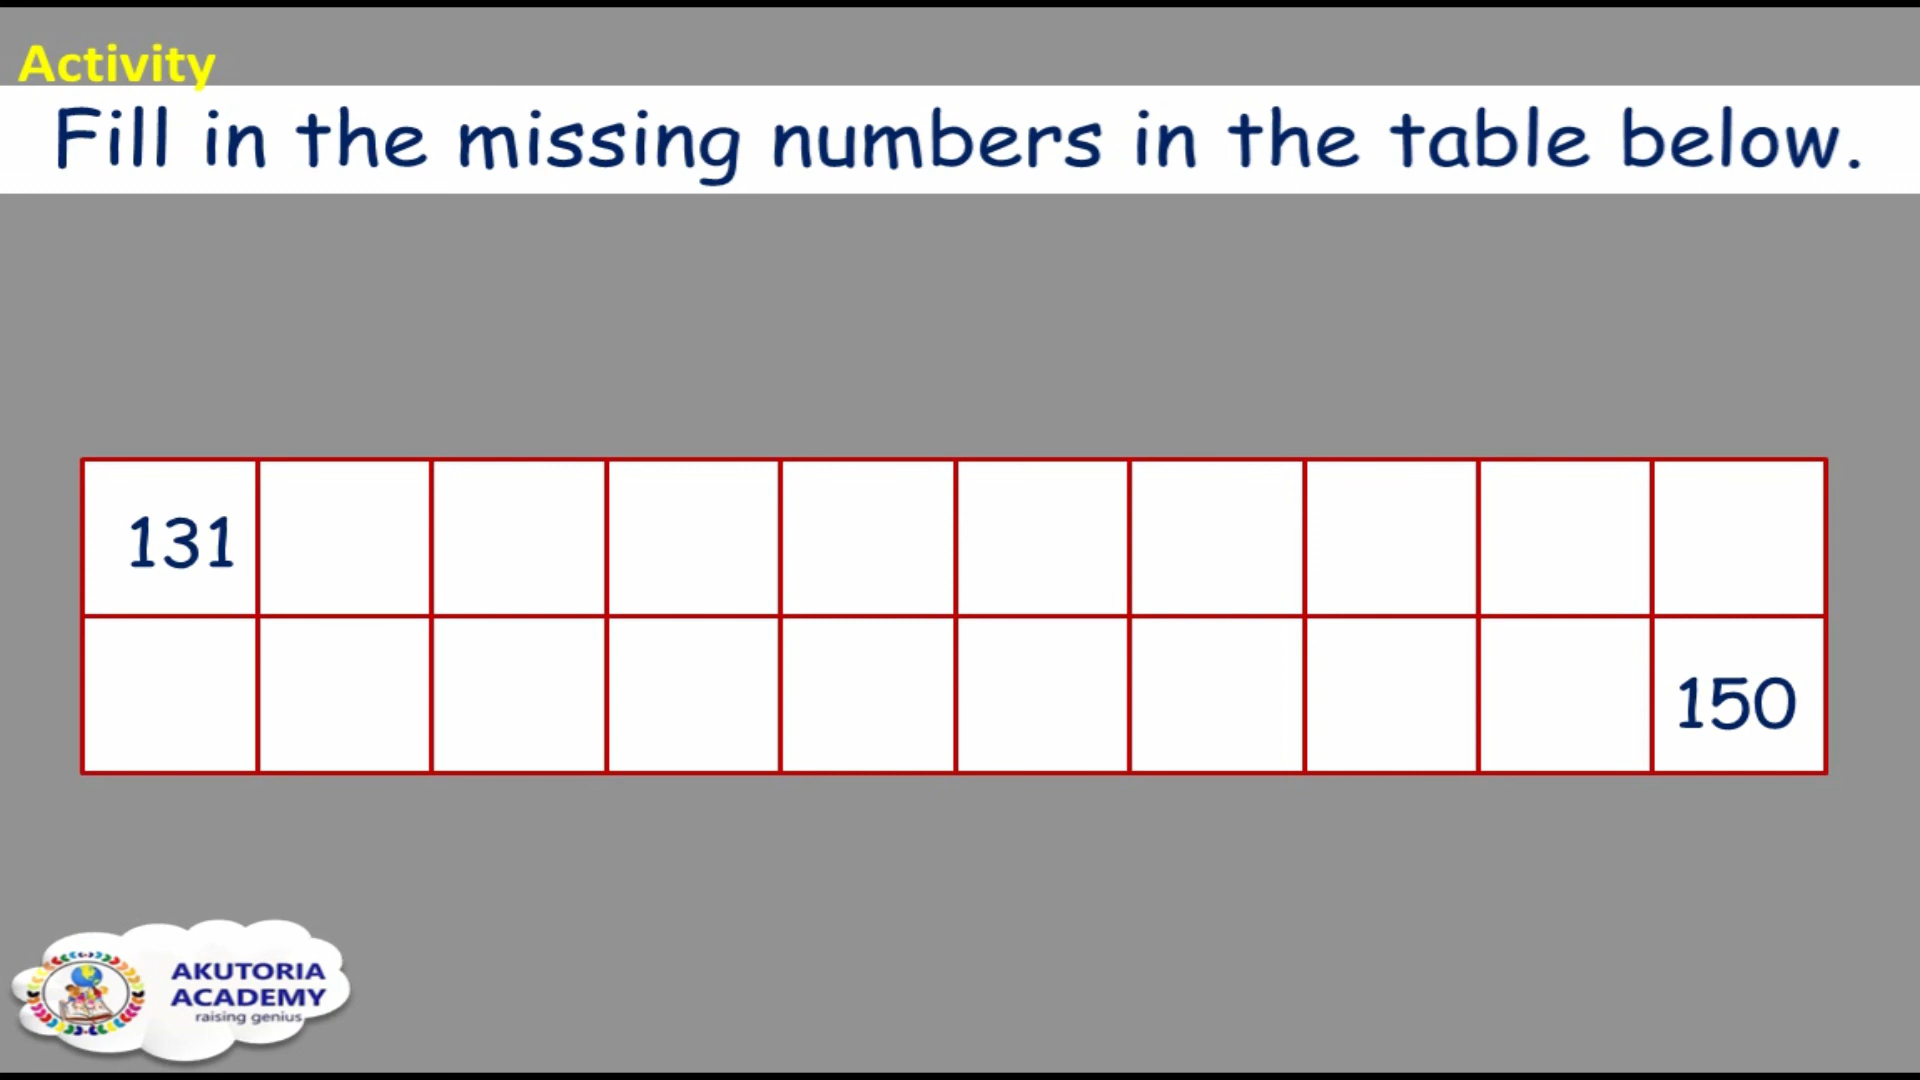 Activity
Fill in the missing numbers in the table below.
131
150
AKUTORIA
ACADEMY
raising genius